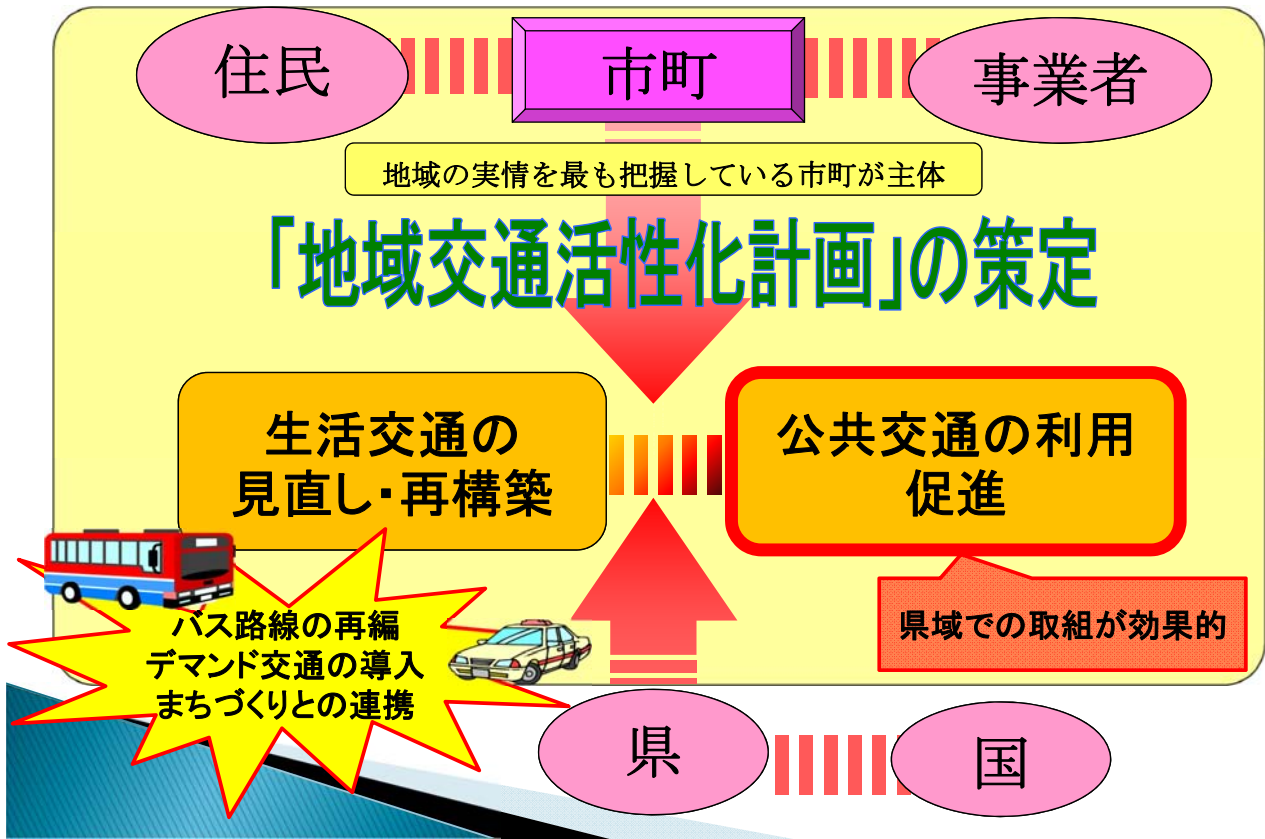 住民
市町
事業者
地域の実情を最も把握している市町が主体
「地域交通活性化計画」の策定
生活交通の
見直し・再構築
公共交通の利用
促進
県域での取組が効果的
バス路線の再編
デマンド交通の導入
まちづくりとの連携
県
国